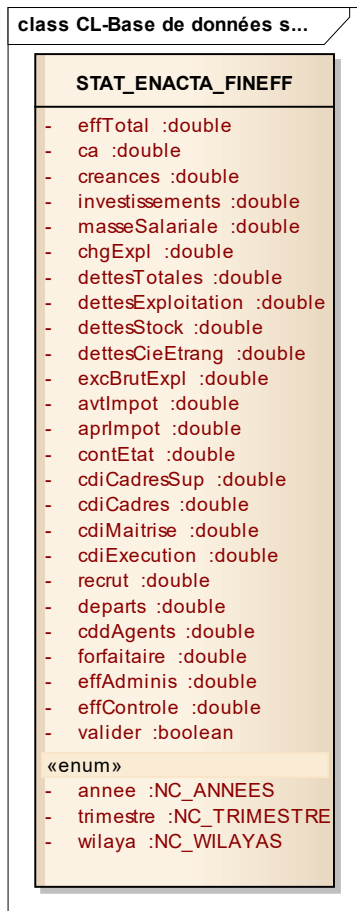 class CL-Base de données s...
STAT_ENACTA_FINEFF
- effTotal :double
- ca :double
- creances :double
- investissements :double
- masseSalariale :double
- chgExpl :double
- dettesTotales :double
- dettesExploitation :double
- dettesStock :double
- dettesCieEtrang :double
- excBrutExpl :double
- avtImpot :double
- aprImpot :double
- contEtat :double
- cdiCadresSup :double
- cdiCadres :double
- cdiMaitrise :double
- cdiExecution :double
- recrut :double
- departs :double
- cddAgents :double
- forfaitaire :double
- effAdminis :double
- effControle :double
- valider :boolean
«enum»
- annee :NC_ANNEES
- trimestre :NC_TRIMESTRE
- wilaya :NC_WILAYAS